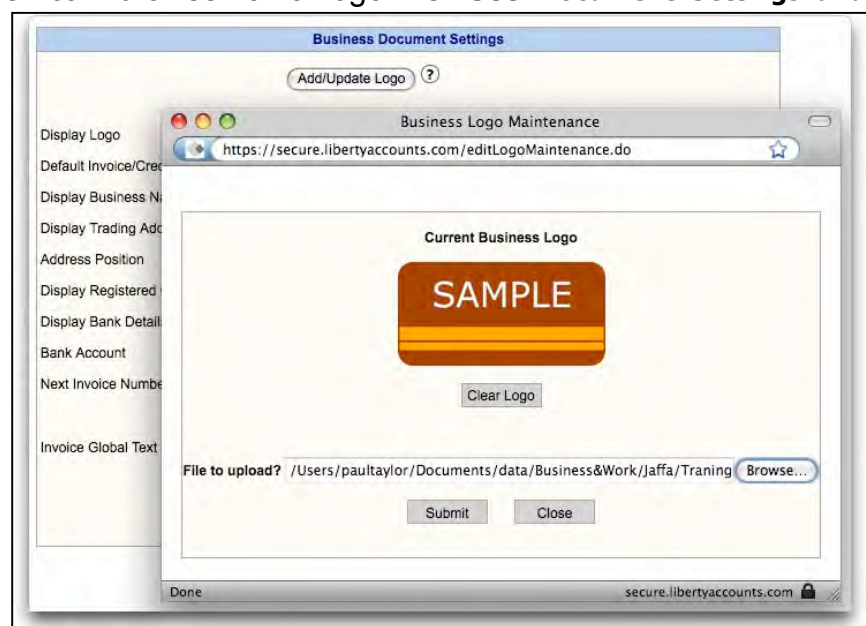 Business Document Settings
Add/Update Logo ?
Business Logo Maintenance
https://secure.libertyaccounts.com/editLogoMaintenance.do
Display Logo
Default Invoice/Cre
Display Business N
Display Trading Add
Address Position
Display Registered
Display Bank Detail
Bank Account
Next Invoice Numbe
Invoice Global Text
Current Business Logo
SAMPLE
Clear Logo
File to upload? /Users/paultaylor/Documents/data/Business&Work/Jaffa/Traning Browse...
Submit Close
Done secure.libertyaccounts.com